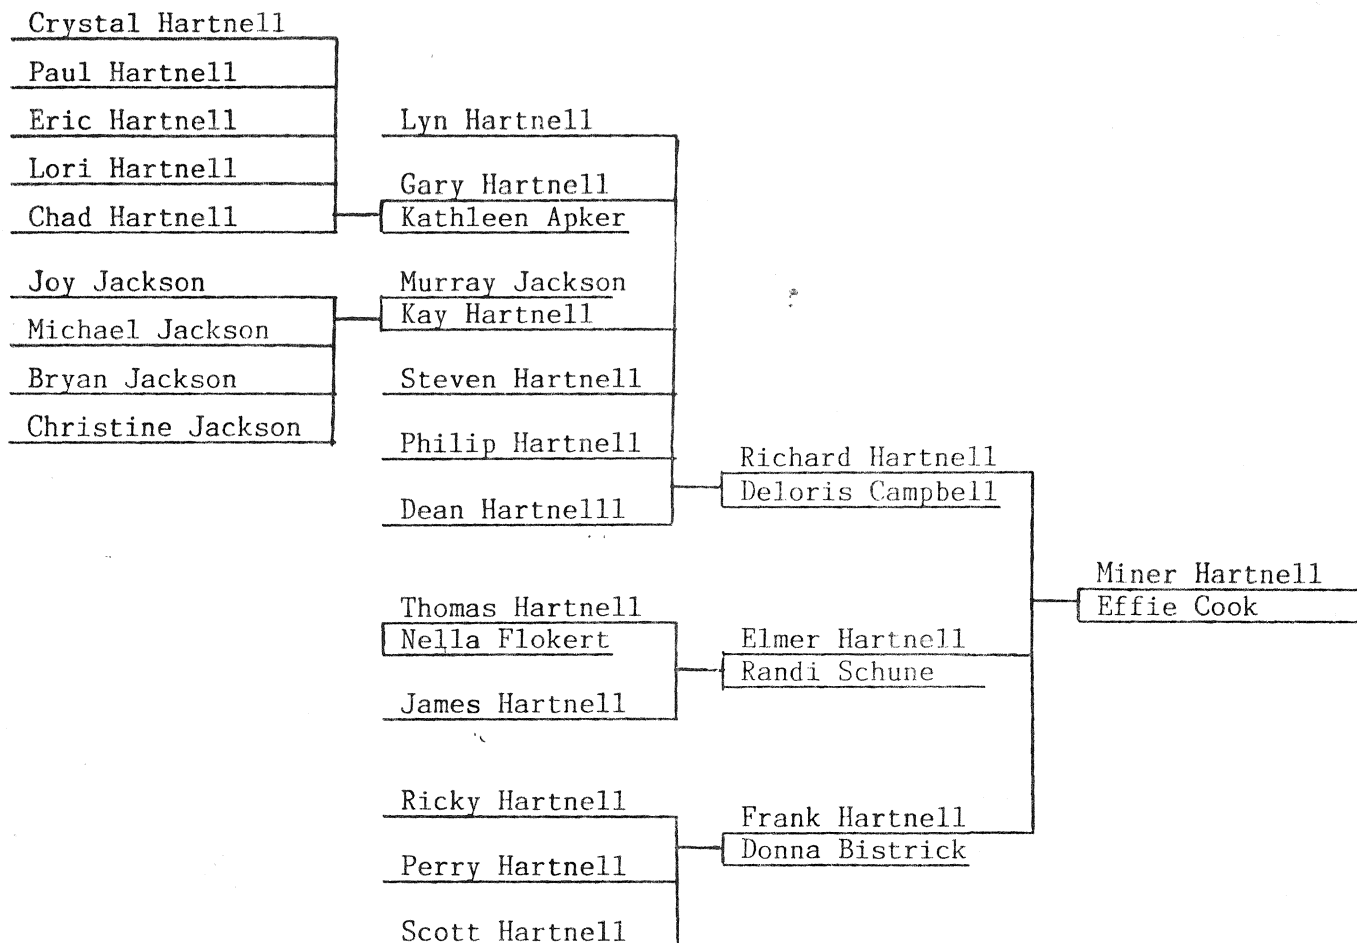 Crystal Hartnell
Paul Hartnell
Eric Hartnell
Lori Hartnell
Chad Hartnell
Joy Jackson
Michael Jackson
Bryan Jackson
Christine Jackson
Lyn Hartnell
Gary Hartnell
Kathleen Apker
Murray Jackson
Kay Hartnell
Steven Hartnell
Philip Hartnell
Dean Hartnelll
Thomas Hartnell
Nella Flokert
James Hartnell
Ricky Hartnell
Perry Hartnell
Scott Hartnell
Richard Hartnell
Deloris Campbell
Elmer Hartnell
Randi Schune
Frank Hartnell
Donna Bistrick
Miner Hartnell
Effie Cook